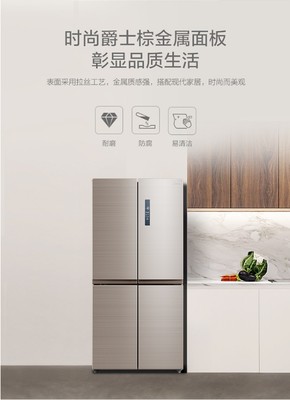 时尚爵士棕金属面板
彰显品质生活
表面采用拉丝工艺，金属质感强，搭配现代家居，时尚而美观
耐磨
防腐
易清洁